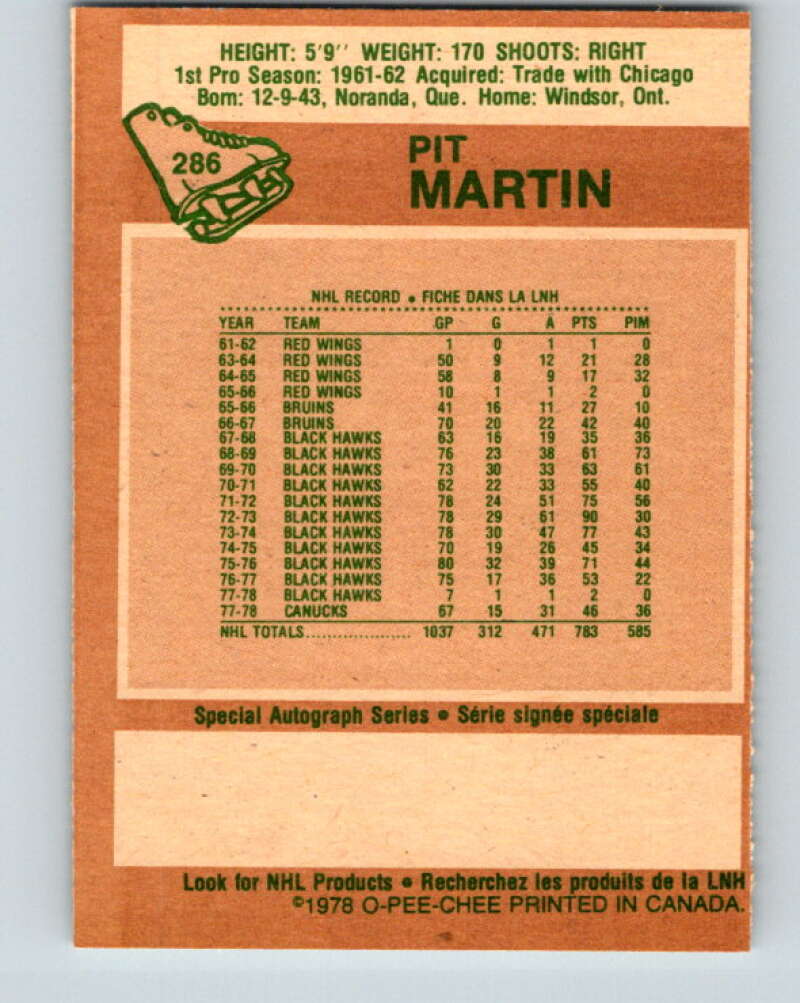 HEIGHT: 5'9'' WEIGHT: 170 SHOOTS: RIGHT
1st Pro Season: 1961-62 Acquired: Trade with Chicago
Born: 12-9-43, Noranda, Que. Home: Windsor, Ont.
286
PIT
MARTIN
NHL RECORD • FICHE DANS LA LNH
YEAR TEAM GP G A PTS PIM
61-62 RED WINGS 1 0 1 1 0
63-64 RED WINGS 50 9 12 21 28
64-65 RED WINGS 58 8 9 17 32
65-66 RED WINGS 10 1 1 2 0
65-66 BRUINS 41 16 11 27 10
66-67 BRUINS 70 20 22 42 40
67-68 BLACK HAWKS 63 16 19 35 36
68-69 BLACK HAWKS 76 23 38 61 73
69-70 BLACK HAWKS 73 30 33 63 61
70-71 BLACK HAWKS 62 22 33 55 40
71-72 BLACK HAWKS 78 24 51 75 56
72-73 BLACK HAWKS 78 29 61 90 30
73-74 BLACK HAWKS 78 30 47 77 43
74-75 BLACK HAWKS 70 19 26 45 34
75-76 BLACK HAWKS 80 32 39 71 44
76-77 BLACK HAWKS 75 17 36 53 22
77-78 BLACK HAWKS 7 1 1 2 0
77-78 CANUCKS 67 15 31 46 36
NHL TOTALS.................... 1037 312 471 783 585
Special Autograph Series • Série signée spéciale
Look for NHL Products • Recherchez les produits de la LNH
©1978 O-PEE-CHEE PRINTED IN CANADA.